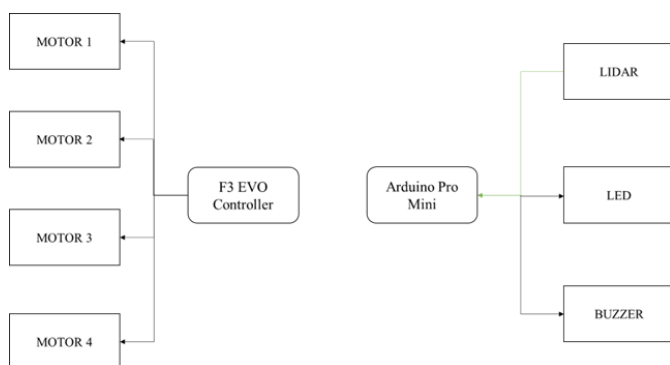 MOTOR 1
MOTOR 2
MOTOR 3
MOTOR 4
F3 EVO
Controller
Arduino Pro
Mini
LIDAR
LED
BUZZER